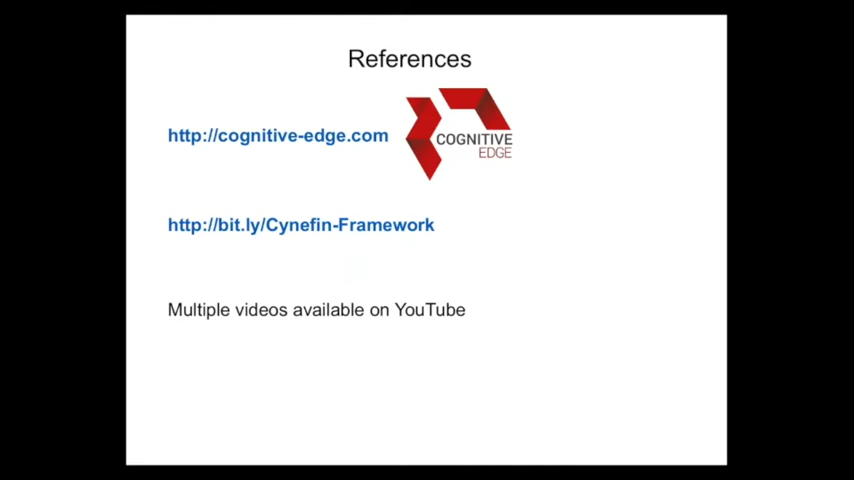 References
http://cognitive-edge.com
COGNITIVE
EDGE
http://bit.ly/Cynefin-Framework
Multiple videos available on YouTube